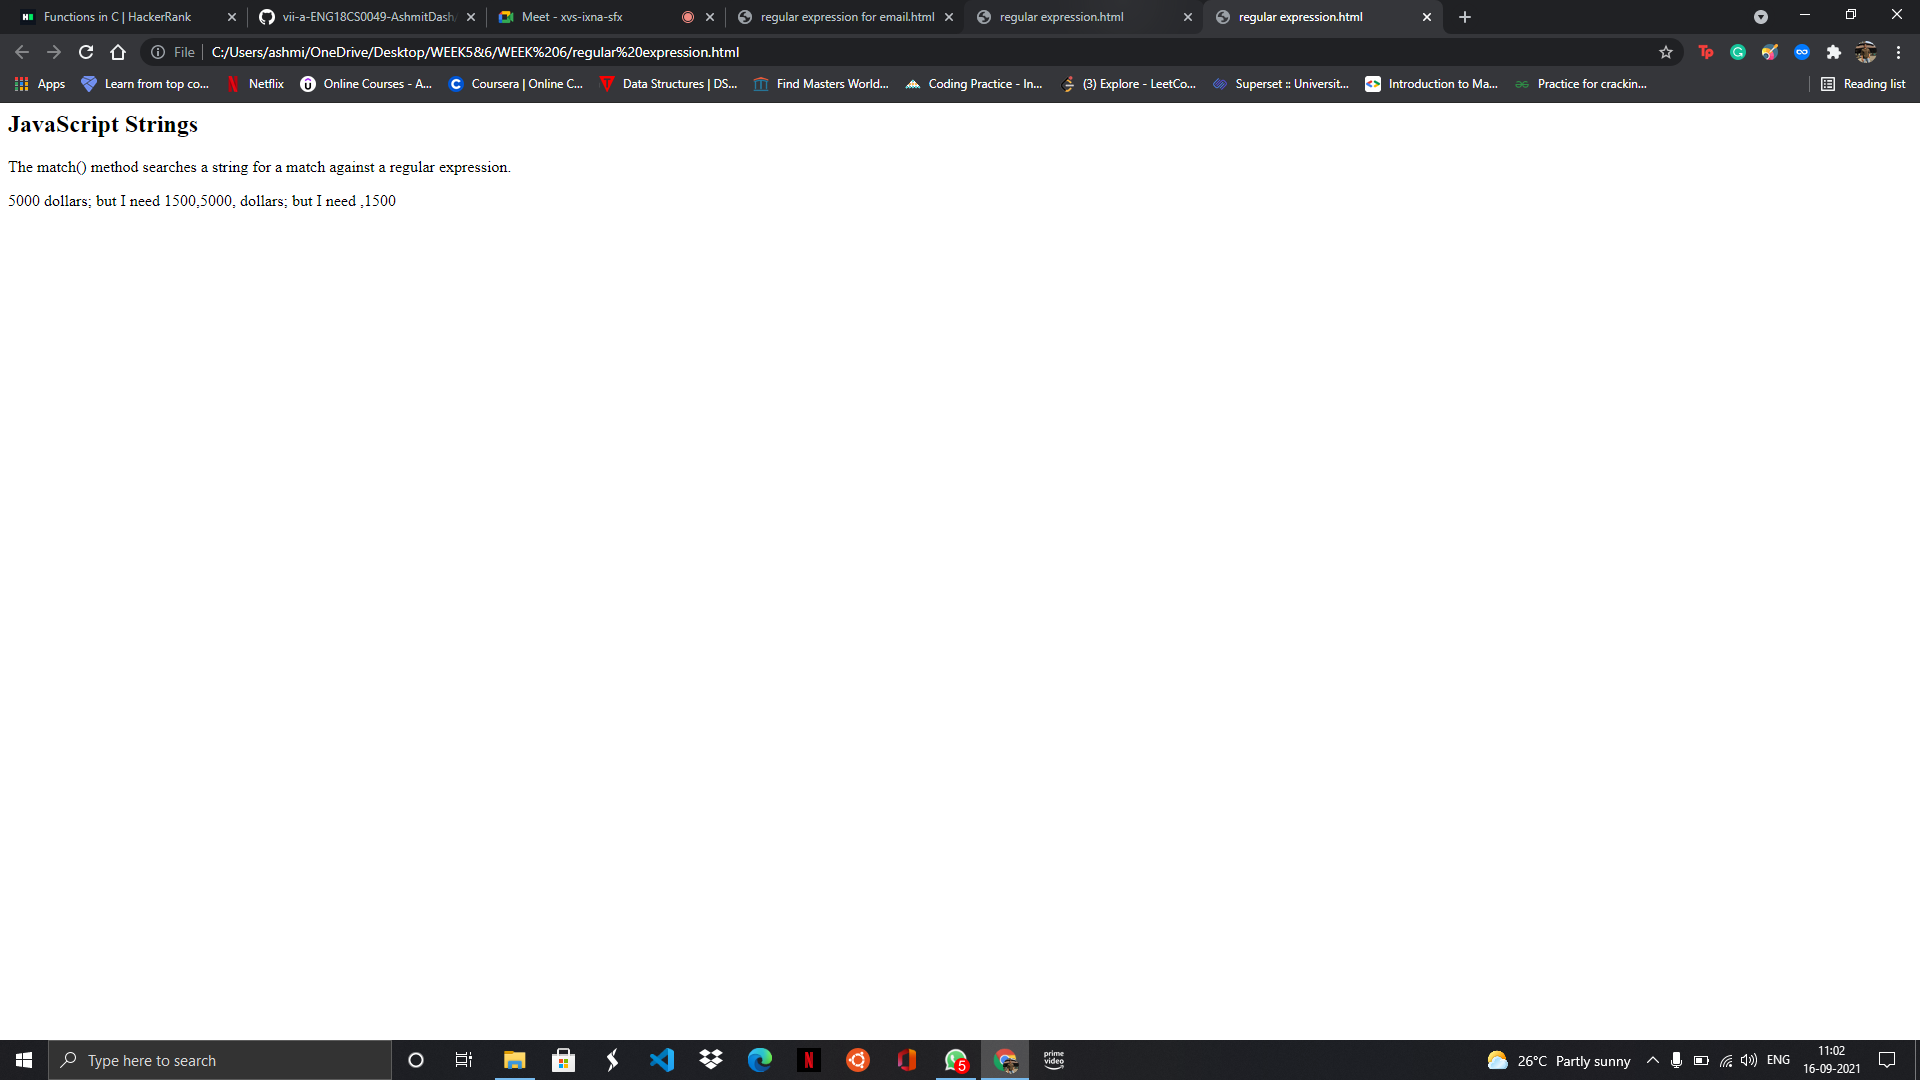 Functions in C | HackerRank
vii-a-ENG18CS0049-AshmitDash
Meet - xvs-ixna-sfx
regular expression for email.html
regular expression.html
regular expression.html
File
C:/Users/ashmi/OneDrive/Desktop/WEEK5&6/WEEK%206/regular%20expression.html
Apps
Learn from top co...
Netflix
Online Courses - A...
Coursera | Online C...
Data Structures | DS...
Find Masters World...
Coding Practice - In...
(3) Explore - LeetCo...
Superset :: Universit...
Introduction to Ma...
Practice for crackin...
Reading list
JavaScript Strings
The match() method searches a string for a match against a regular expression.
5000 dollars; but I need 1500,5000, dollars; but I need ,1500
Type here to search
5
prime video
26°C Partly sunny
ENG
11:02
16-09-2021